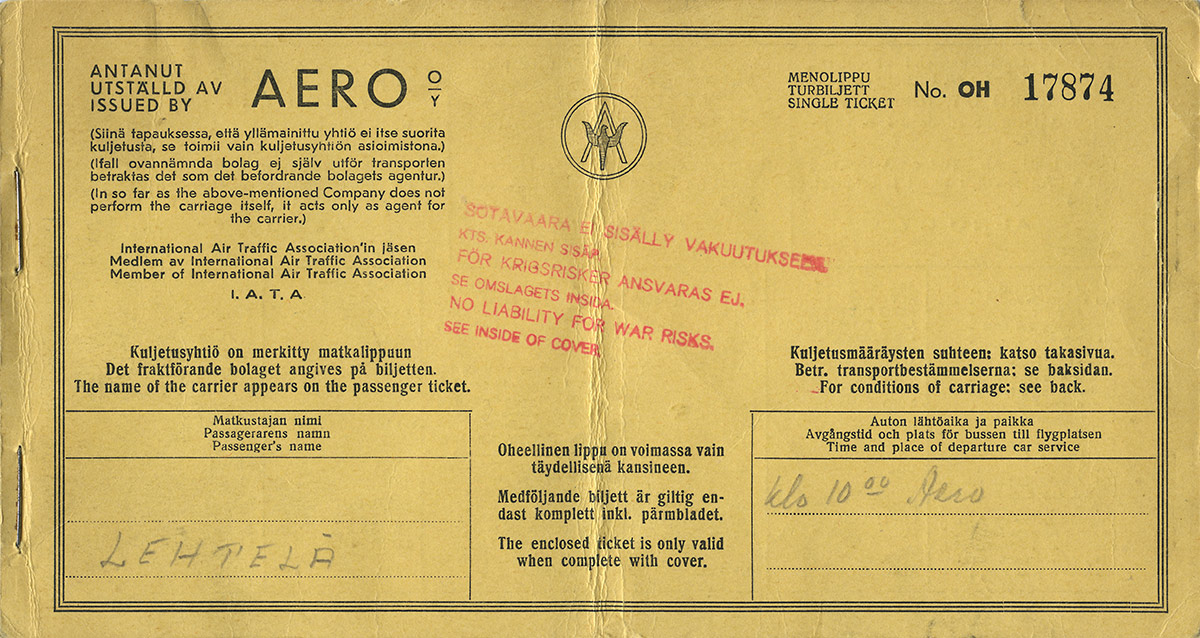 ANTANUT
UTSTÄLLD AV
ISSUED BY
AERO O/Y
(Siinä tapauksessa, että yllämainittu yhtiö ei itse suorita
kuljetusta, se toimii vain kuljetusyhtiön asioimistona.)
(Ifall ovannämnda bolag ej själv utför transporten
betraktas det som det befordrande bolagets agentur.)
(In so far as the above-mentioned Company does not
perform the carriage itself, it acts only as agent for
the carrier.)
International Air Traffic Association'in jäsen
Medlem av International Air Traffic Association
Member of International Air Traffic Association
I. A. T. A
MENOLIPPU
TURBILJETT
SINGLE TICKET
No. OH 17874
SOTAVAARA EI SISÄLLY VAKUUTUKSEEN
KTS. KANNEN SISÄP.
FÖR KRIGSRISKER ANSVARAS EJ.
SE OMSLAGETS INSIDA.
NO LIABILITY FOR WAR RISKS.
SEE INSIDE OF COVER.
Kuljetusyhtiö on merkitty matkalippuun
Det fraktförande bolaget angives på biljetten.
The name of the carrier appears on the passenger ticket.
Kuljetusmääräysten suhteen: katso takasivua.
Betr. transportbestämmelserna: se baksidan.
For conditions of carriage: see back.
Matkustajan nimi
Passagerarens namn
Passenger's name
LEHTELÄ
Oheellinen lippu on voimassa vain
täydellisenä kansineen.
Medföljande biljett är giltig en-
dast komplett inkl. pärmbladet.
The enclosed ticket is only valid
when complete with cover.
Auton lähtöaika ja paikka
Avgångstid och plats för bussen till flygplatsen
Time and place of departure car service
klo 10 00 Aero